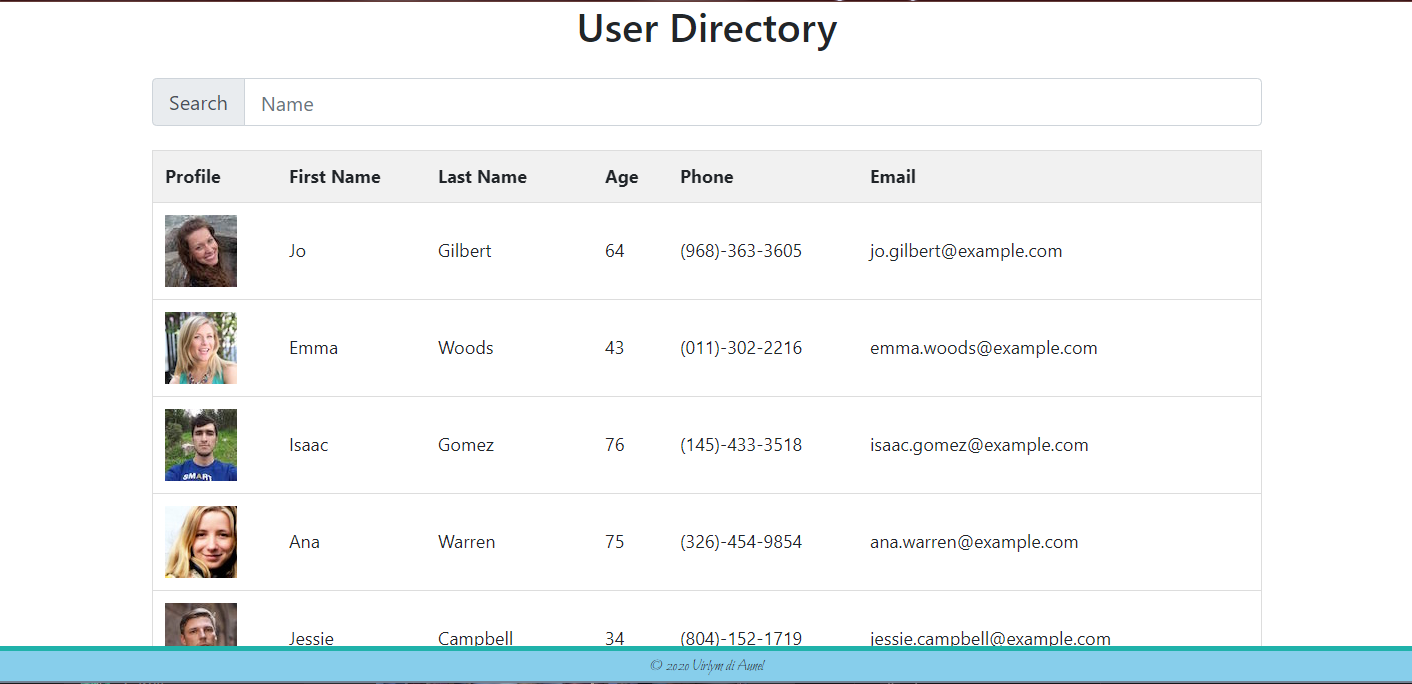 User Directory
Search Name
Profile First Name Last Name Age Phone Email
Jo Gilbert 64 (968)-363-3605 jo.gilbert@example.com
Emma Woods 43 (011)-302-2216 emma.woods@example.com
Isaac Gomez 76 (145)-433-3518 isaac.gomez@example.com
SMART
Ana Warren 75 (326)-454-9854 ana.warren@example.com
Jessie Campbell 34 (804)-152-1719 jessie.campbell@example.com
© 2020 Virlym di Aunel